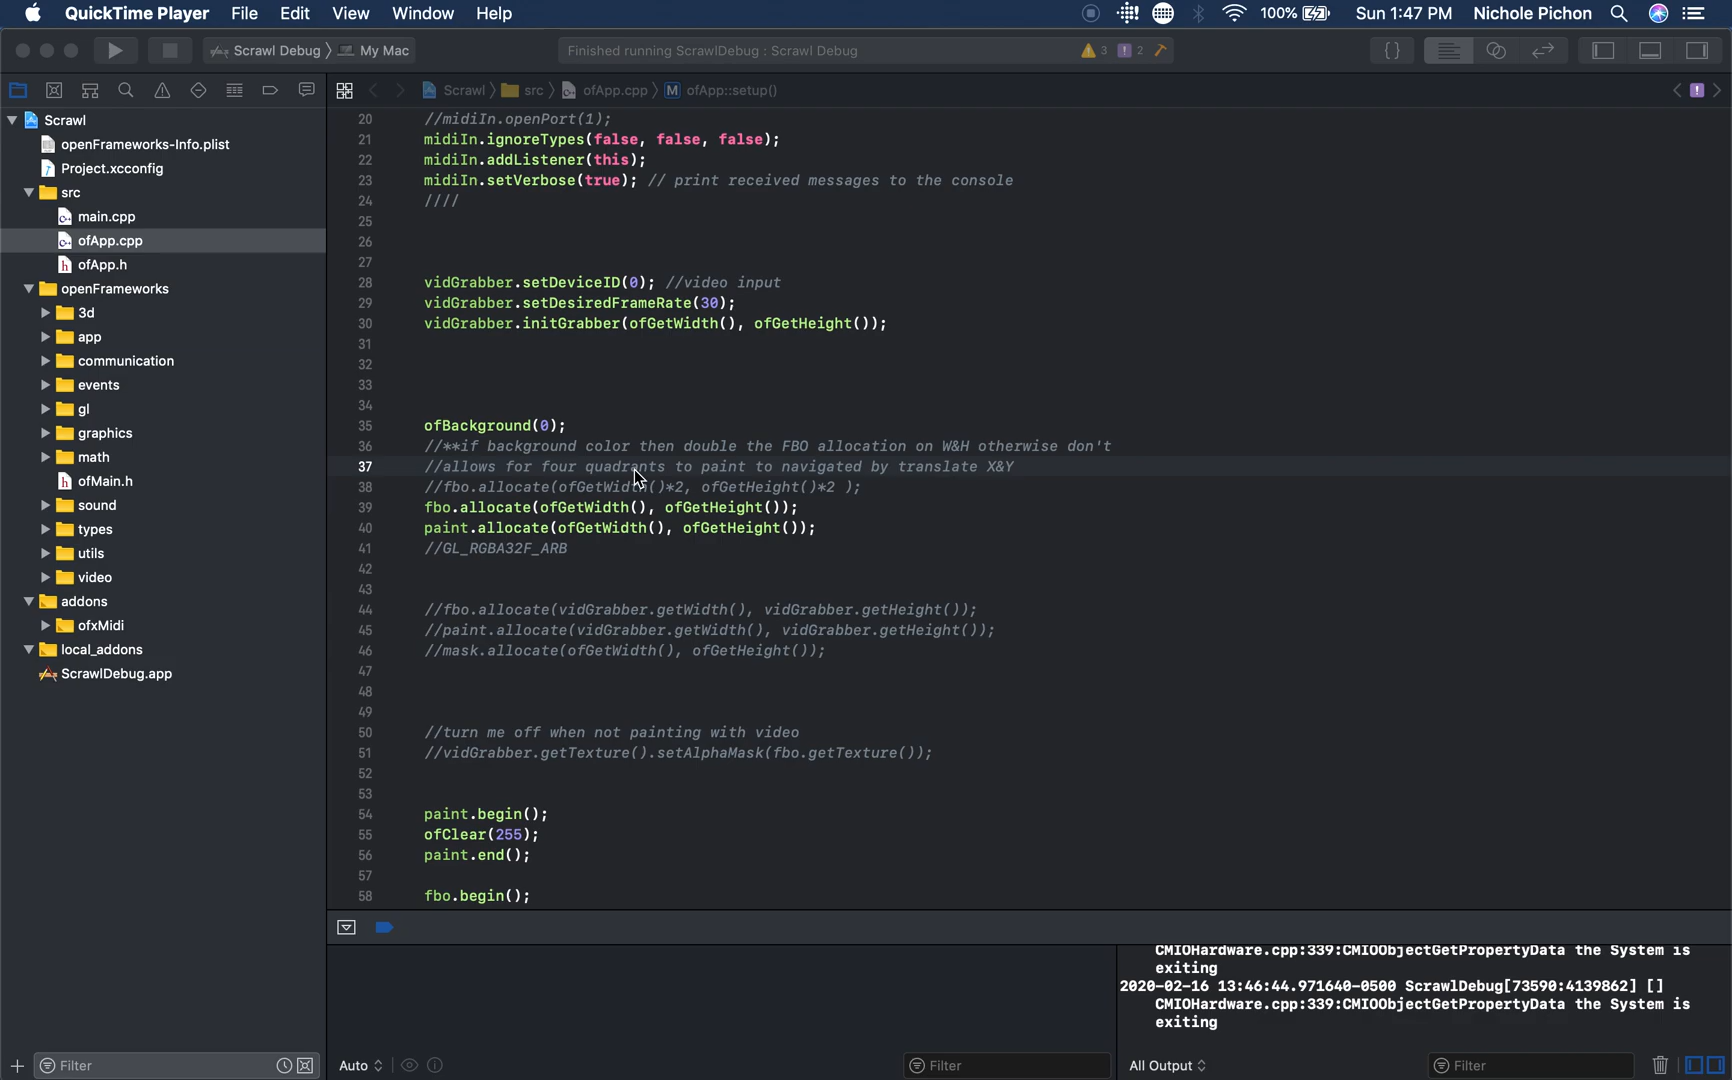 QuickTime Player File Edit View Window Help 100% Sun 1:47 PM Nichole Pichon
Scrawl Debug My Mac Finished running ScrawlDebug : Scrawl Debug 3 2 {}
Scrawl src ofApp.cpp M ofApp::setup()
Scrawl
openFrameworks-Info.plist
Project.xcconfig
src
main.cpp
ofApp.cpp
h ofApp.h
openFrameworks
3d
app
communication
events
gl
graphics
math
h ofMain.h
sound
types
utils
video
addons
ofxMidi
local_addons
ScrawlDebug.app
Filter
20 //midiIn.openPort(1);
21 midiIn.ignoreTypes(false, false, false);
22 midiIn.addListener(this);
23 midiIn.setVerbose(true); // print received messages to the console
24 ////
25
26
27
28 vidGrabber.setDeviceID(0); //video input
29 vidGrabber.setDesiredFrameRate(30);
30 vidGrabber.initGrabber(ofGetWidth(), ofGetHeight());
31
32
33
34
35 ofBackground(0);
36 //**if background color then double the FBO allocation on W&H otherwise don't
37 //allows for four quadrants to paint to navigated by translate X&Y
38 //fbo.allocate(ofGetWidth()*2, ofGetHeight()*2 );
39 fbo.allocate(ofGetWidth(), ofGetHeight());
40 paint.allocate(ofGetWidth(), ofGetHeight());
41 //GL_RGBA32F_ARB
42
43
44 //fbo.allocate(vidGrabber.getWidth(), vidGrabber.getHeight());
45 //paint.allocate(vidGrabber.getWidth(), vidGrabber.getHeight());
46 //mask.allocate(ofGetWidth(), ofGetHeight());
47
48
49
50 //turn me off when not painting with video
51 //vidGrabber.getTexture().setAlphaMask(fbo.getTexture());
52
53
54 paint.begin();
55 ofClear(255);
56 paint.end();
57
58 fbo.begin();
CMIOHardware.cpp:339:CMIOObjectGetPropertyData the System is
exiting
2020-02-16 13:46:44.971640-0500 ScrawlDebug[73590:4139862] []
CMIOHardware.cpp:339:CMIOObjectGetPropertyData the System is
exiting
Auto Filter All Output Filter